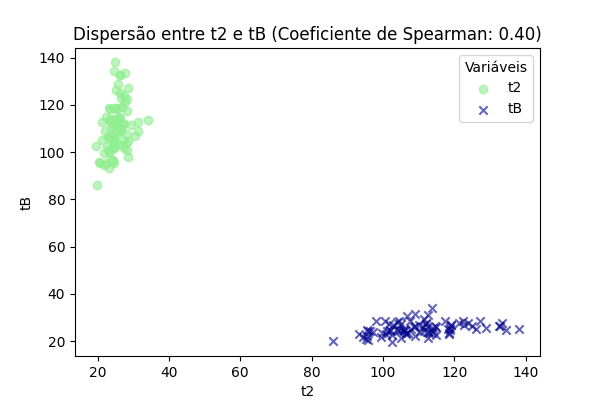 Dispersão entre t2 e tB (Coeficiente de Spearman: 0.40)
Variáveis
t2
tB
tB
140
120
100
80
60
40
20
20 40 60 80 100 120 140
t2